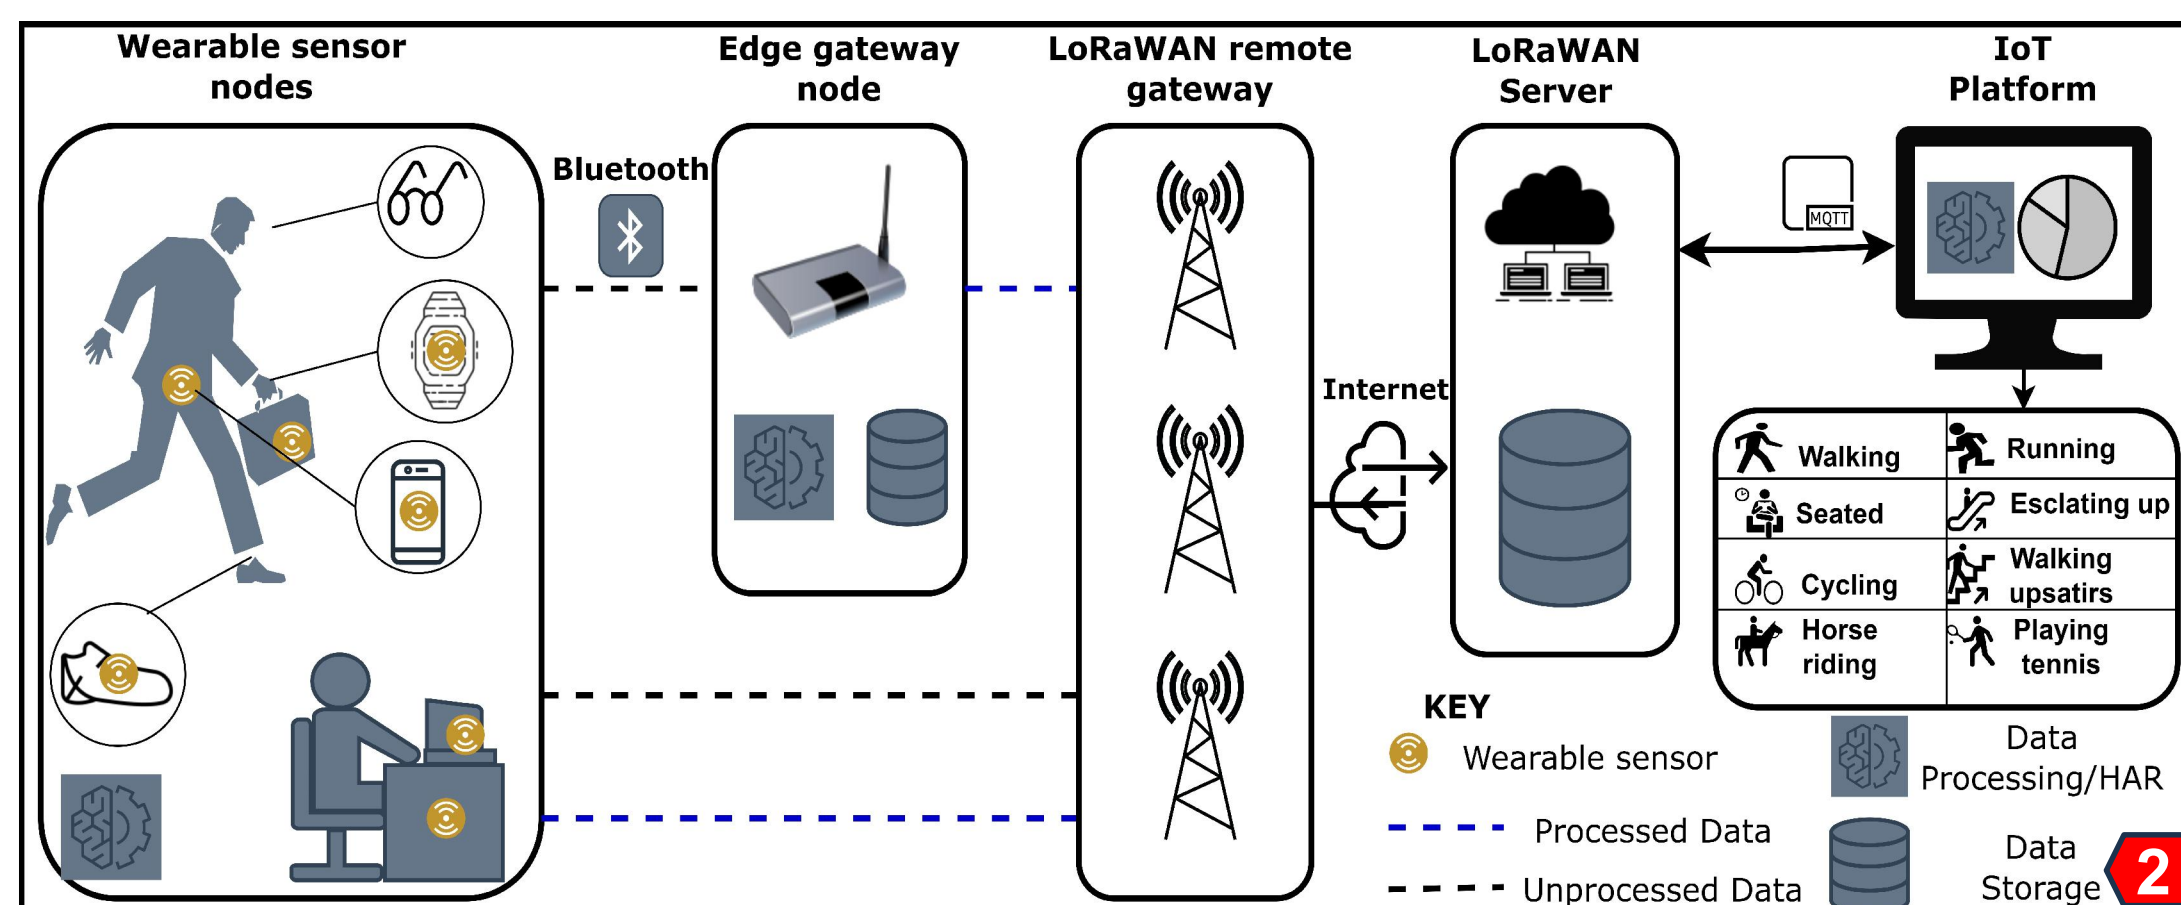 Wearable sensor
nodes
Edge gateway
node
LoRaWAN remote
gateway
LoRaWAN
Server
IoT
Platform
Bluetooth
MQTT
Internet
Walking
Running
Seated
Esclating up
Cycling
Walking
upsatirs
Horse
riding
Playing
tennis
KEY
Wearable sensor
Data
Processing/HAR
Processed Data
Unprocessed Data
Data
Storage
2